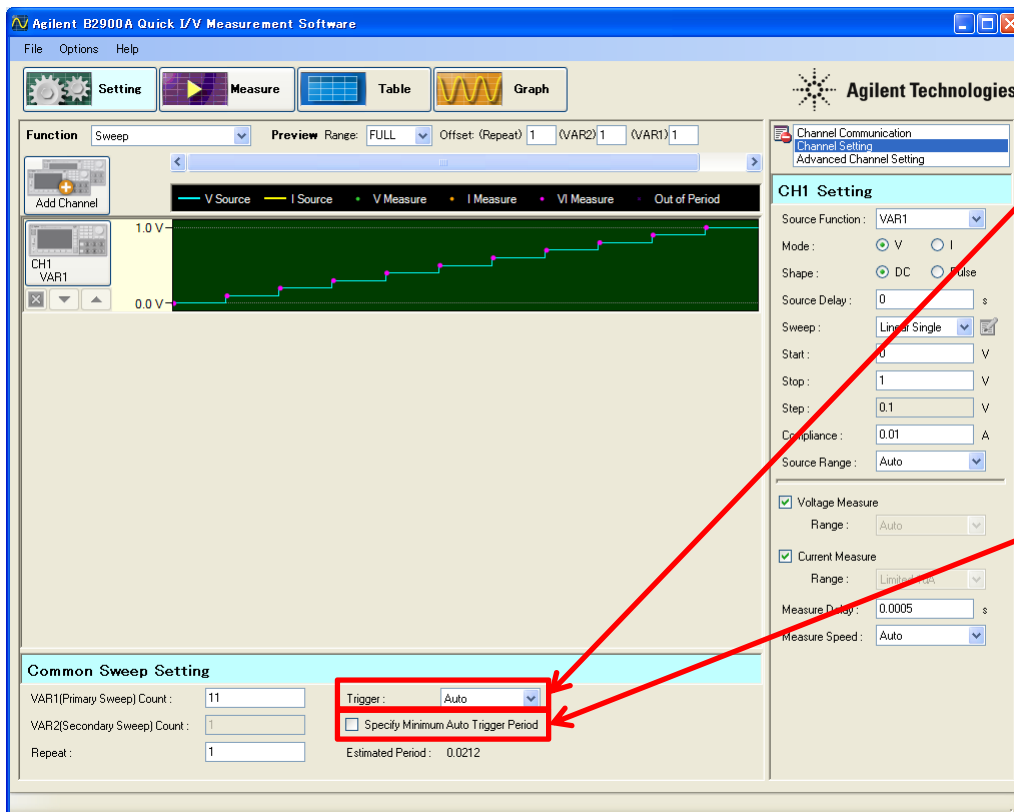 Agilent B2900A Quick I/V Measurement Software
File Options Help
Setting Measure Table Graph
Agilent Technologies
Function Sweep Preview Range: FULL Offset: (Repeat) 1 (VAR2) 1 (VAR1) 1
Add Channel
V Source I Source V Measure I Measure VI Measure Out of Period
CH1
VAR1
1.0 V
0.0 V
Channel Communication
Channel Setting
Advanced Channel Setting
CH1 Setting
Source Function : VAR1
Mode : V I
Shape : DC Pulse
Source Delay : 0 s
Sweep : Linear Single
Start : 0 V
Stop : 1 V
Step : 0.1 V
Compliance : 0.01 A
Source Range : Auto
Voltage Measure
Range : Auto
Current Measure
Range : Limited
Measure Delay : 0.0005 s
Measure Speed : Auto
Common Sweep Setting
VAR1(Primary Sweep) Count : 11
VAR2(Secondary Sweep) Count : 1
Repeat : 1
Trigger : Auto
Specify Minimum Auto Trigger Period
Estimated Period : 0.0212